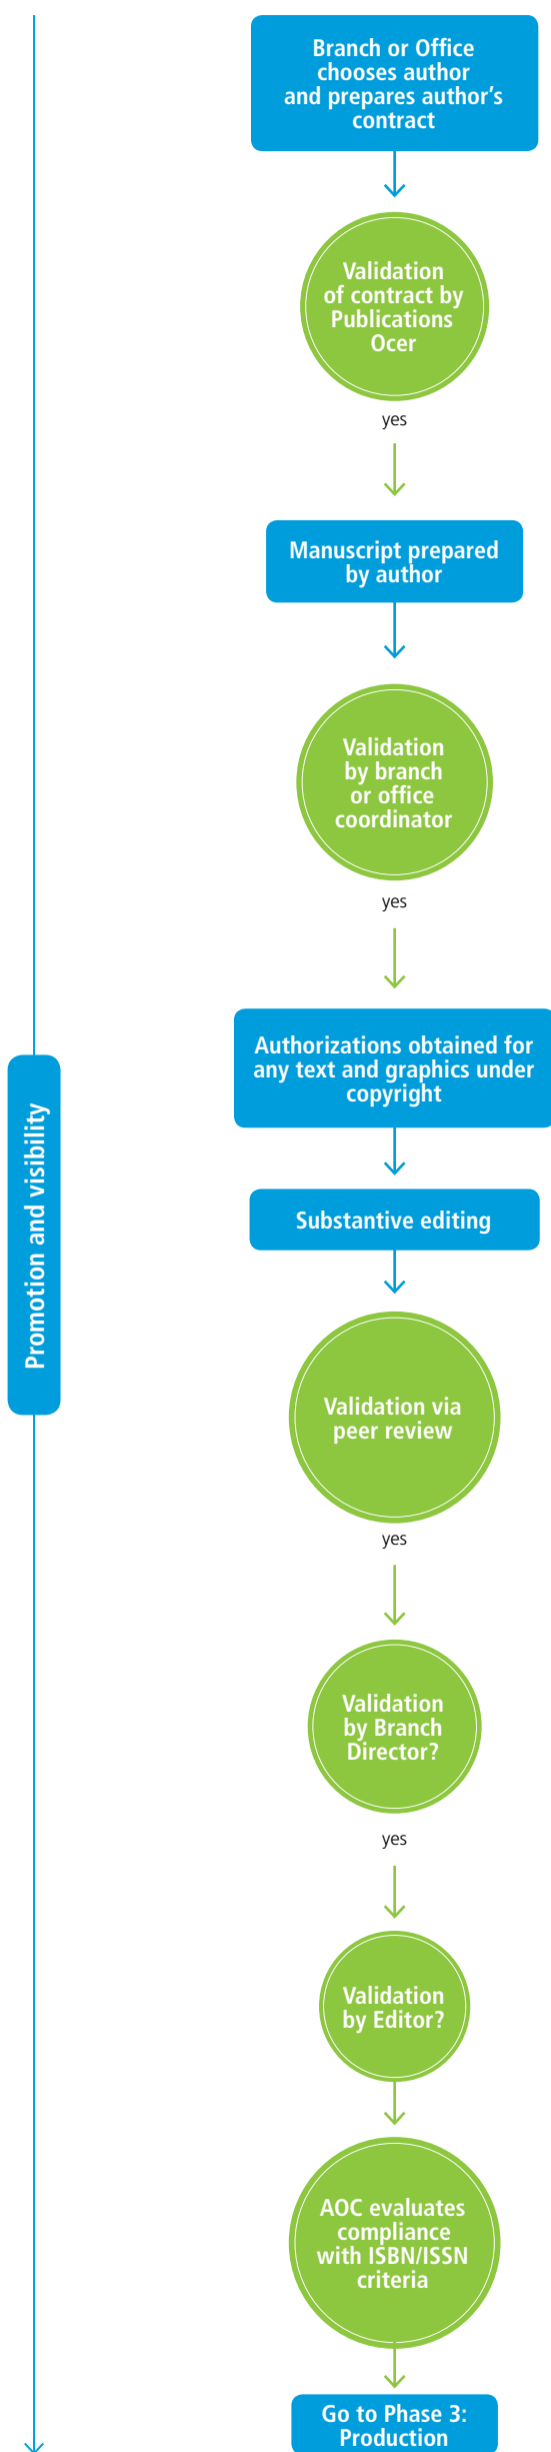 Branch or Office
chooses author
and prepares author’s
contract
Validation
of contract by
Publications
Ocer
yes
Manuscript prepared
by author
Validation
by branch
or office
coordinator
yes
Authorizations obtained for
any text and graphics under
copyright
Promotion and visibility
Substantive editing
Validation via
peer review
yes
Validation
by Branch
Director?
yes
Validation
by Editor?
AOC evaluates
compliance
with ISBN/ISSN
criteria
Go to Phase 3:
Production